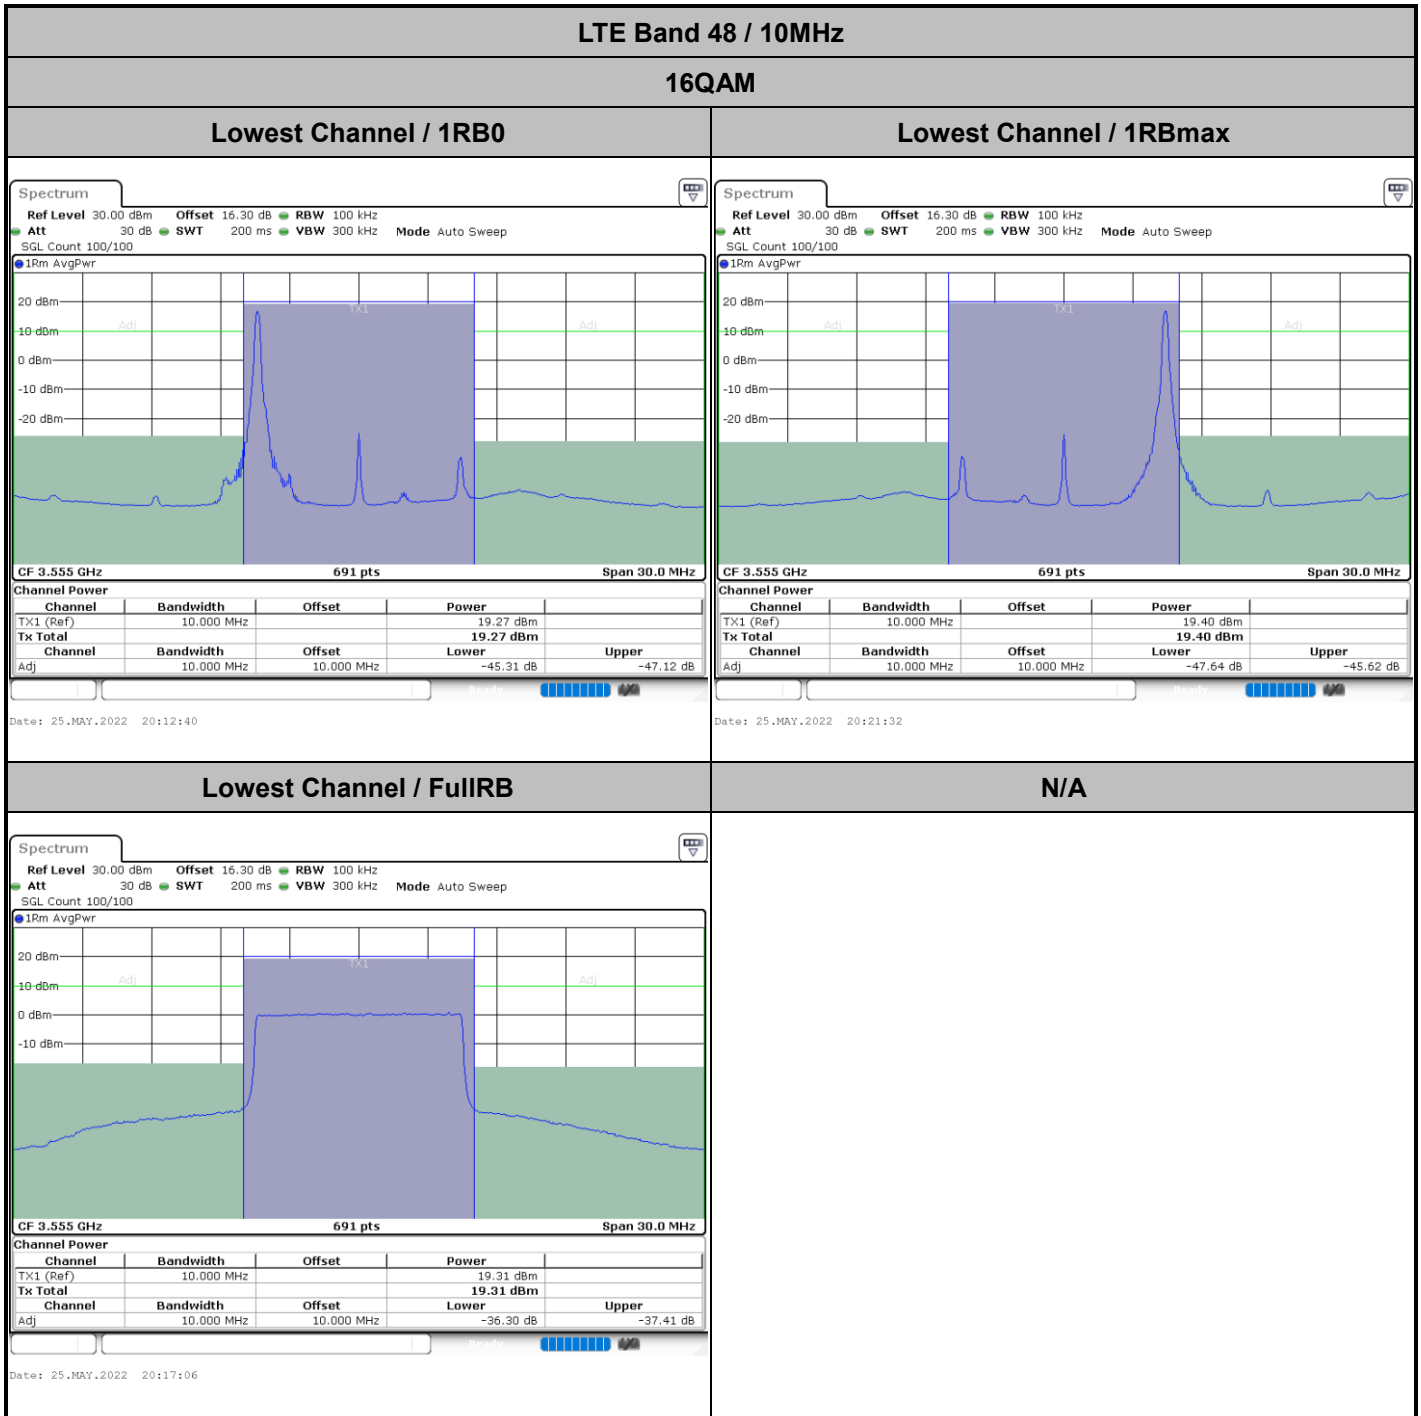 LTE Band 48 / 10MHz
16QAM
Lowest Channel / 1RB0
Lowest Channel / 1RBmax
Spectrum
Ref Level 30.00 dBm Offset 16.30 dB RBW 100 kHz
Att 30 dB SWT 200 ms VBW 300 kHz Mode Auto Sweep
SGL Count 100/100
1Rm AvgPwr
TX1
20 dBm
Adj
Adj
10 dBm
0 dBm
-10 dBm
-20 dBm
CF 3.555 GHz 691 pts Span 30.0 MHz
Channel Power
Channel Bandwidth Offset Power
TX1 (Ref) 10.000 MHz 19.27 dBm
Tx Total 19.27 dBm
Channel Bandwidth Offset Lower Upper
Adj 10.000 MHz 10.000 MHz -45.31 dB -47.12 dB
Ready
Date: 25.MAY.2022 20:12:40
Spectrum
Ref Level 30.00 dBm Offset 16.30 dB RBW 100 kHz
Att 30 dB SWT 200 ms VBW 300 kHz Mode Auto Sweep
SGL Count 100/100
1Rm AvgPwr
TX1
20 dBm
Adj
Adj
10 dBm
0 dBm
-10 dBm
-20 dBm
CF 3.555 GHz 691 pts Span 30.0 MHz
Channel Power
Channel Bandwidth Offset Power
TX1 (Ref) 10.000 MHz 19.40 dBm
Tx Total 19.40 dBm
Channel Bandwidth Offset Lower Upper
Adj 10.000 MHz 10.000 MHz -47.64 dB -45.62 dB
Ready
Date: 25.MAY.2022 20:21:32
Lowest Channel / FullRB
N/A
Spectrum
Ref Level 30.00 dBm Offset 16.30 dB RBW 100 kHz
Att 30 dB SWT 200 ms VBW 300 kHz Mode Auto Sweep
SGL Count 100/100
1Rm AvgPwr
TX1
20 dBm
Adj
Adj
10 dBm
0 dBm
-10 dBm
CF 3.555 GHz 691 pts Span 30.0 MHz
Channel Power
Channel Bandwidth Offset Power
TX1 (Ref) 10.000 MHz 19.31 dBm
Tx Total 19.31 dBm
Channel Bandwidth Offset Lower Upper
Adj 10.000 MHz 10.000 MHz -36.30 dB -37.41 dB
Ready
Date: 25.MAY.2022 20:17:06